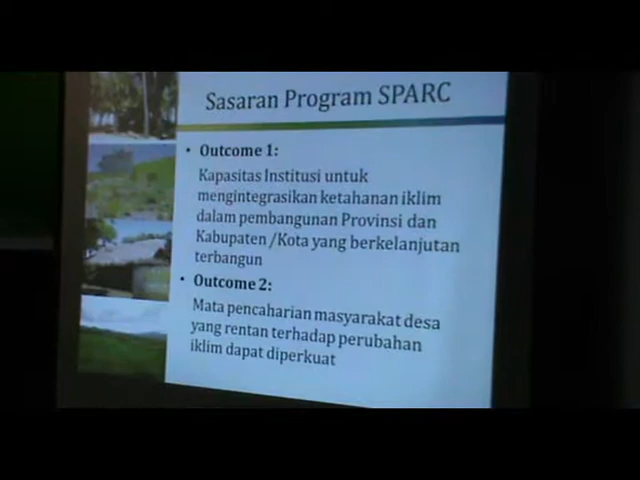 Sasaran Program SPARC
• Outcome 1:
Kapasitas Institusi untuk
mengintegrasikan ketahanan iklim
dalam pembangunan Provinsi dan
Kabupaten /Kota yang berkelanjutan
terbangun
• Outcome 2:
Mata pencaharian masyarakat desa
yang rentan terhadap perubahan
iklim dapat diperkuat